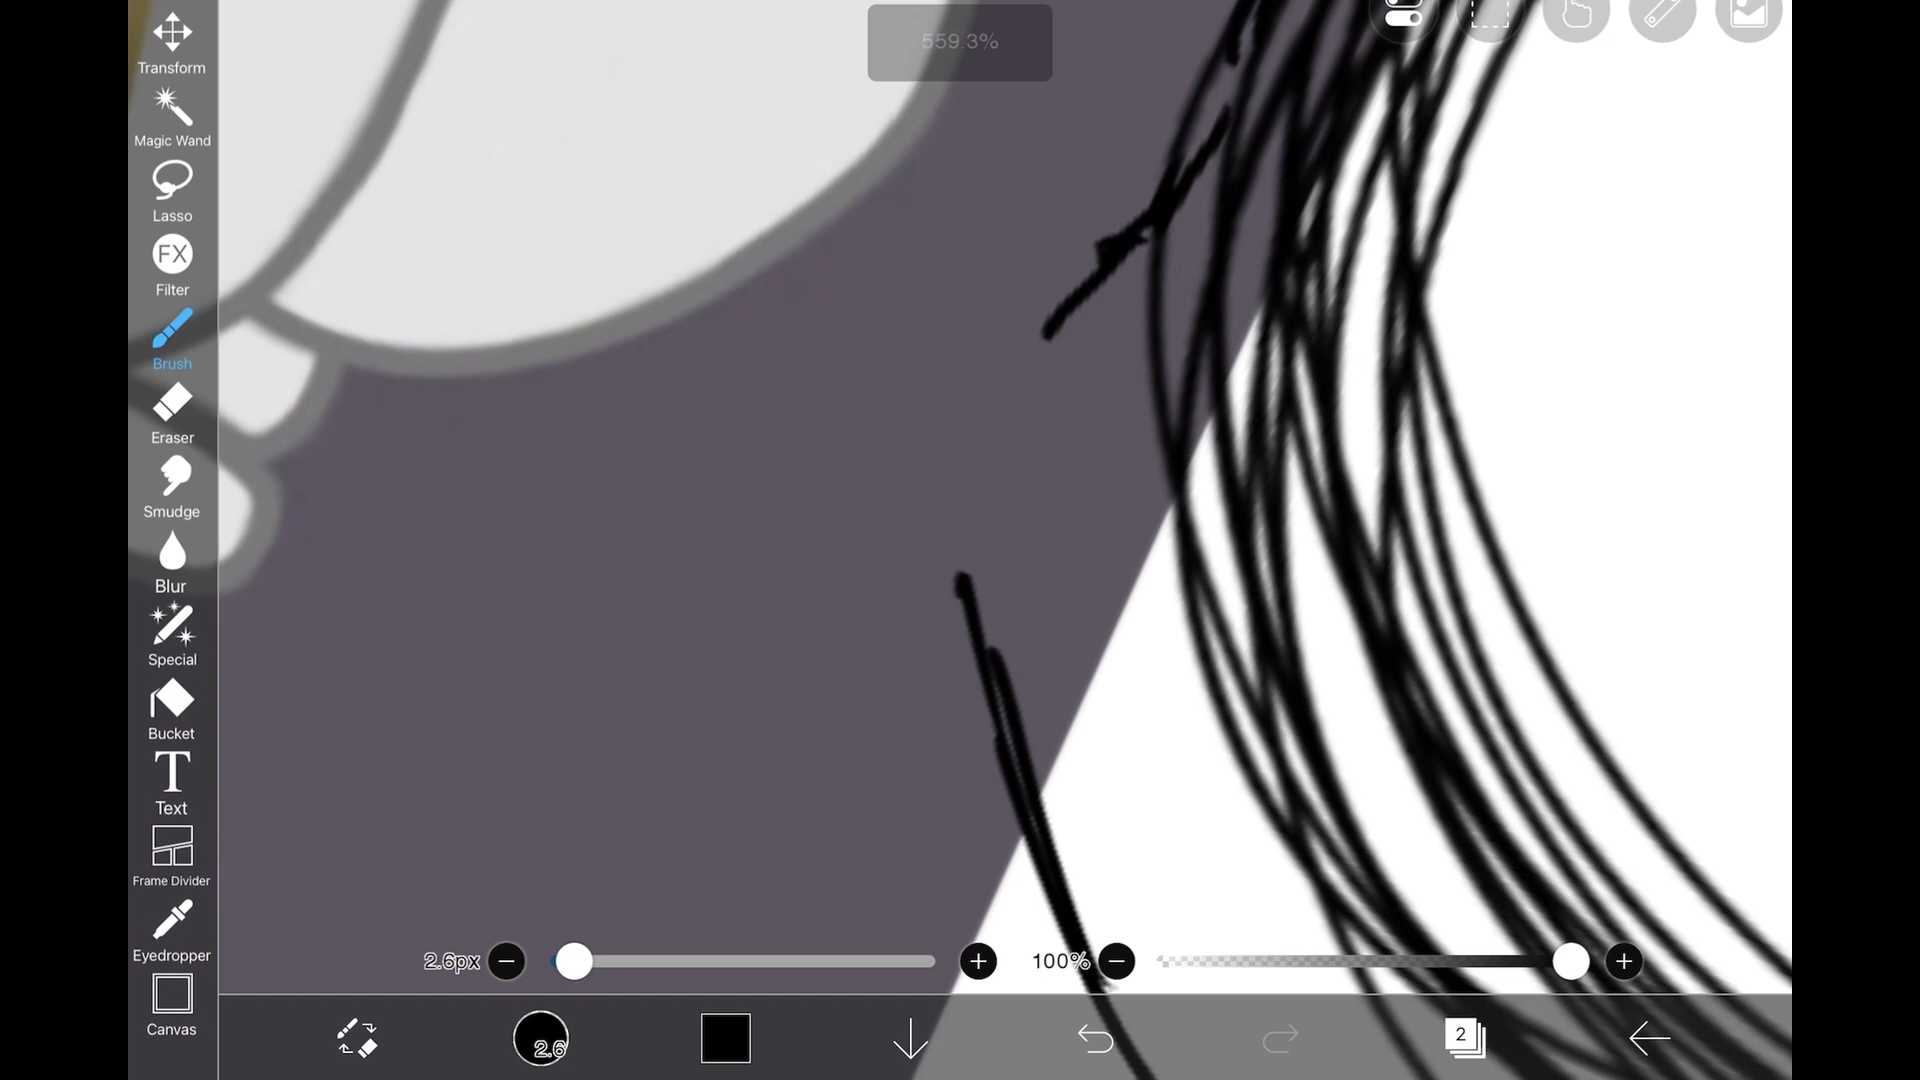 559.3%
Transform
Magic Wand
Lasso
FX
Filter
Brush
Eraser
Smudge
Blur
Special
Bucket
T
Text
Frame Divider
Eyedropper
Canvas
2.6px
100%
2.6
2